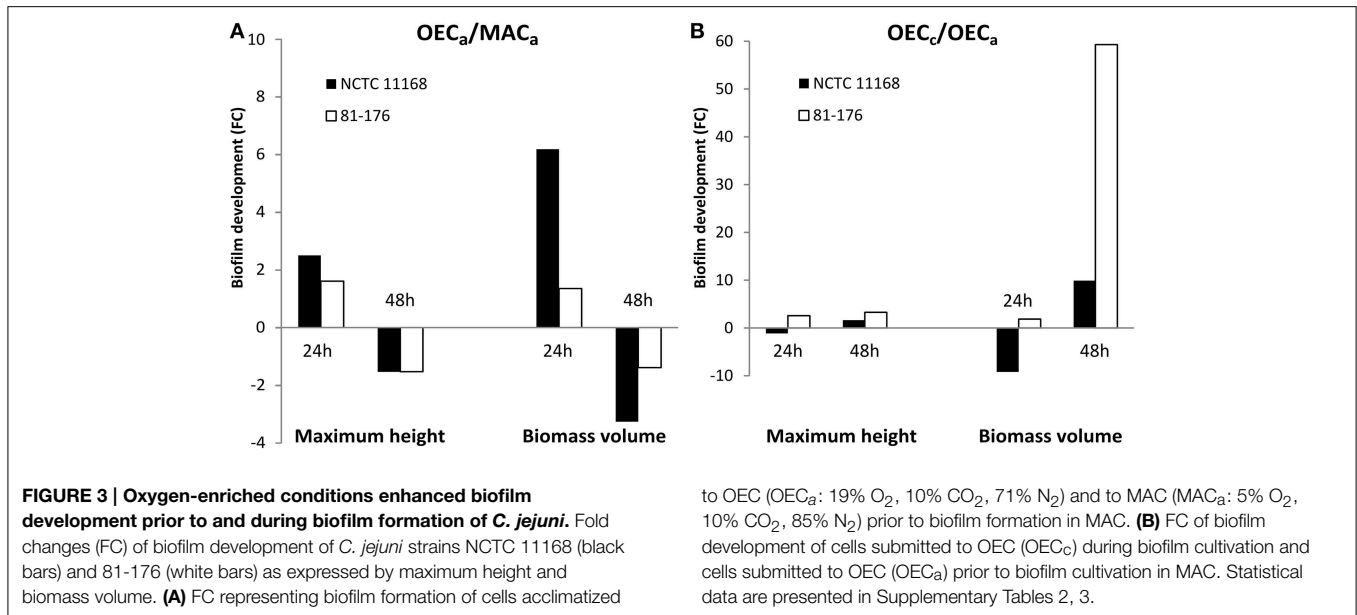 A
OECa/MACa
10
8
6
4
2
0
-2
-4
Biofilm development (FC)
NCTC 11168
81-176
24h
48h
24h
48h
Maximum height
Biomass volume
B
OECc/OECa
60
50
40
30
20
10
0
-10
Biofilm development (FC)
NCTC 11168
81-176
24h
48h
24h
48h
Maximum height
Biomass volume
FIGURE 3 | Oxygen-enriched conditions enhanced biofilm
development prior to and during biofilm formation of C. jejuni. Fold
changes (FC) of biofilm development of C. jejuni strains NCTC 11168 (black
bars) and 81-176 (white bars) as expressed by maximum height and
biomass volume. (A) FC representing biofilm formation of cells acclimatized
to OEC (OECa: 19% O2, 10% CO2, 71% N2) and to MAC (MACa: 5% O2,
10% CO2, 85% N2) prior to biofilm formation in MAC. (B) FC of biofilm
development of cells submitted to OEC (OECC) during biofilm cultivation and
cells submitted to OEC (OECa) prior to biofilm cultivation in MAC. Statistical
data are presented in Supplementary Tables 2, 3.